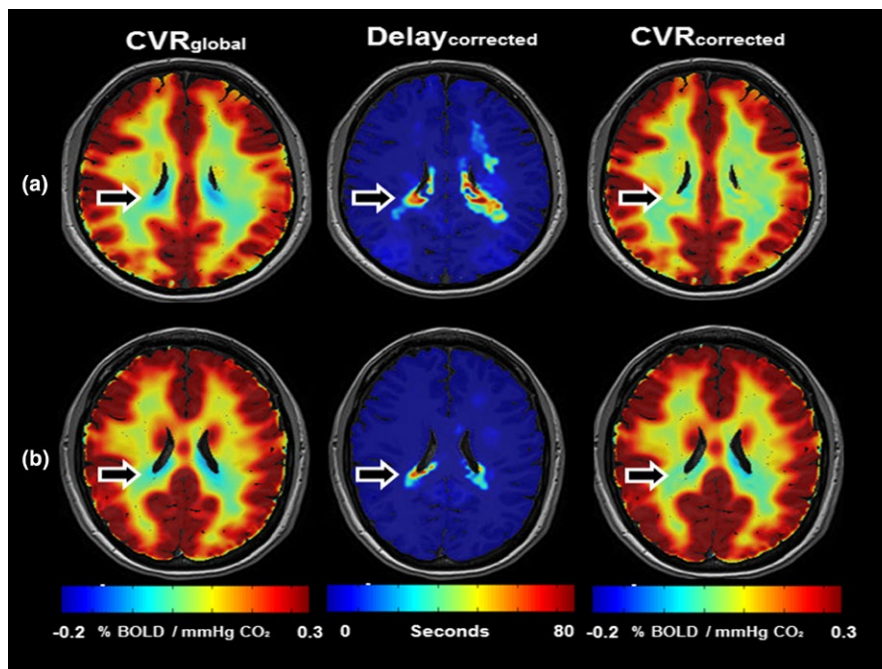 CVRglobal Delaycorrected CVRcorrected
(a)
(b)
-0.2 % BOLD / mmHg CO₂ 0.3 0 Seconds 80 -0.2 % BOLD / mmHg CO₂ 0.3